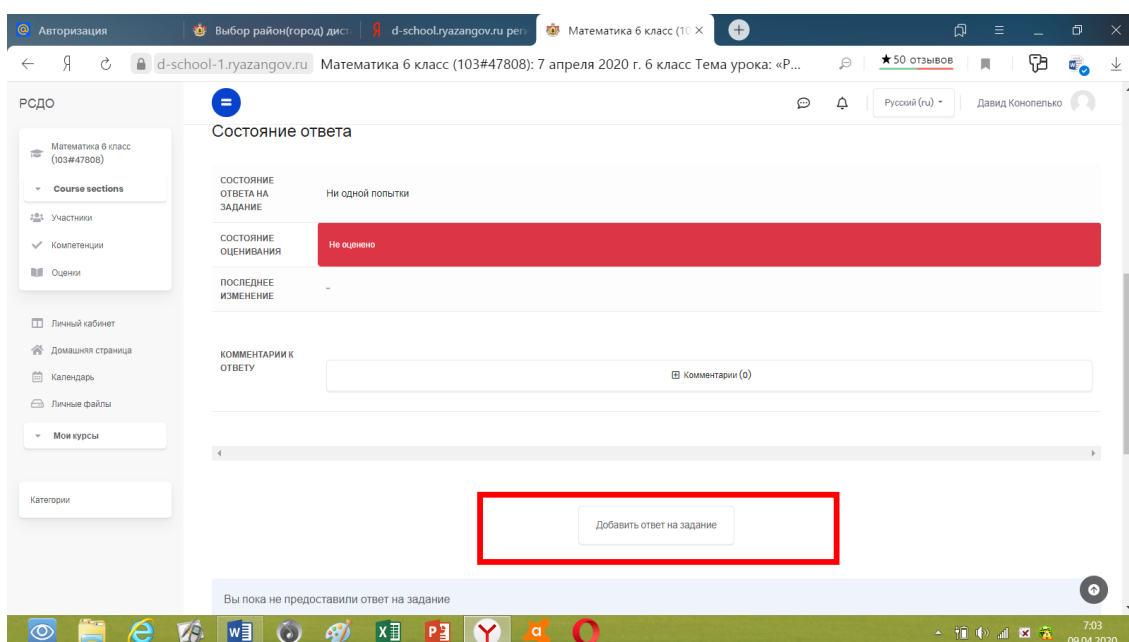 Авторизация
Выбор район(город) дист
d-school.ryazangov.ru рег
Математика 6 класс (10
d-school-1.ryazangov.ru Математика 6 класс (103#47808): 7 апреля 2020 г. 6 класс Тема урока: «Р...
★50 отзывов
РСДО
Русский (ru)
Давид Конопелько
Математика 6 класс
(103#47808)
Course sections
Участники
Компетенции
Оценки
Личный кабинет
Домашняя страница
Календарь
Личные файлы
Мои курсы
Категории
Состояние ответа
СОСТОЯНИЕ
ОТВЕТА НА
ЗАДАНИЕ
Ни одной попытки
СОСТОЯНИЕ
ОЦЕНИВАНИЯ
Не оценено
ПОСЛЕДНЕЕ
ИЗМЕНЕНИЕ
-
КОММЕНТАРИИ К
ОТВЕТУ
Комментарии (0)
Добавить ответ на задание
Вы пока не предоставили ответ на задание
7:03
09.04.2020